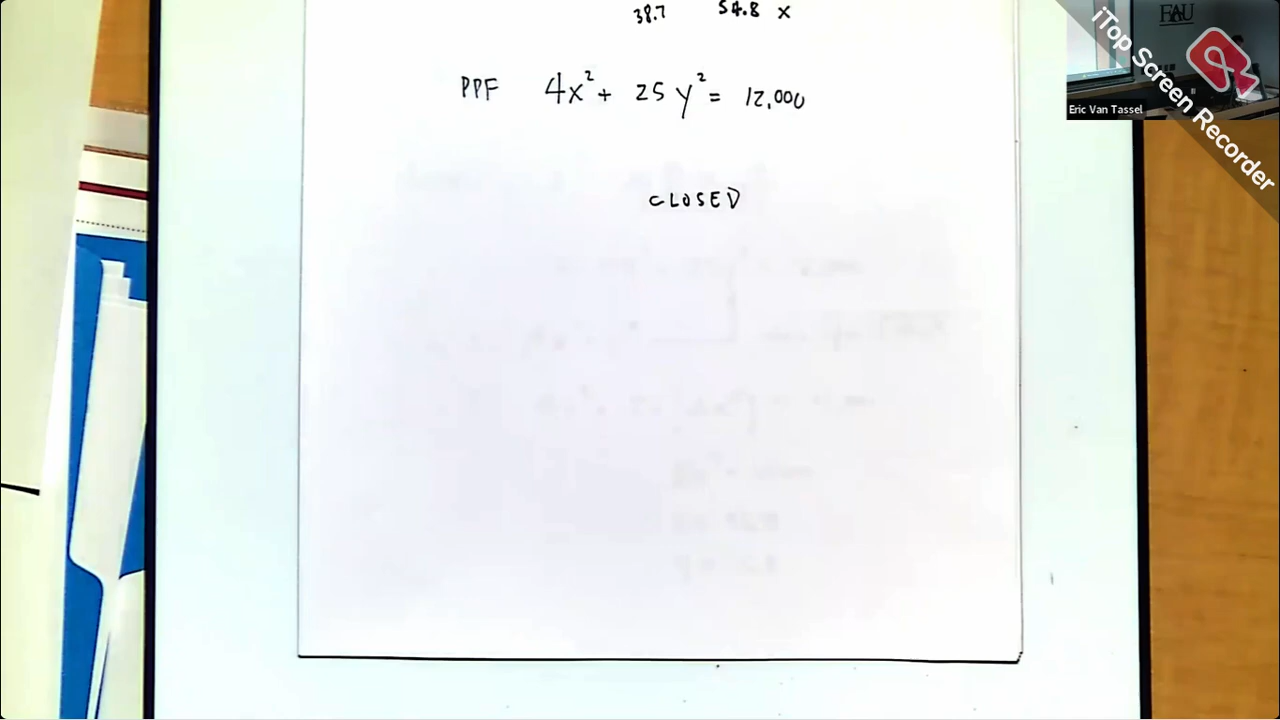 38.7 54.8 x
PPF 4x² + 25y² = 12,000
CLOSED
FAU
Eric Van Tassel
iTop Screen Recorder